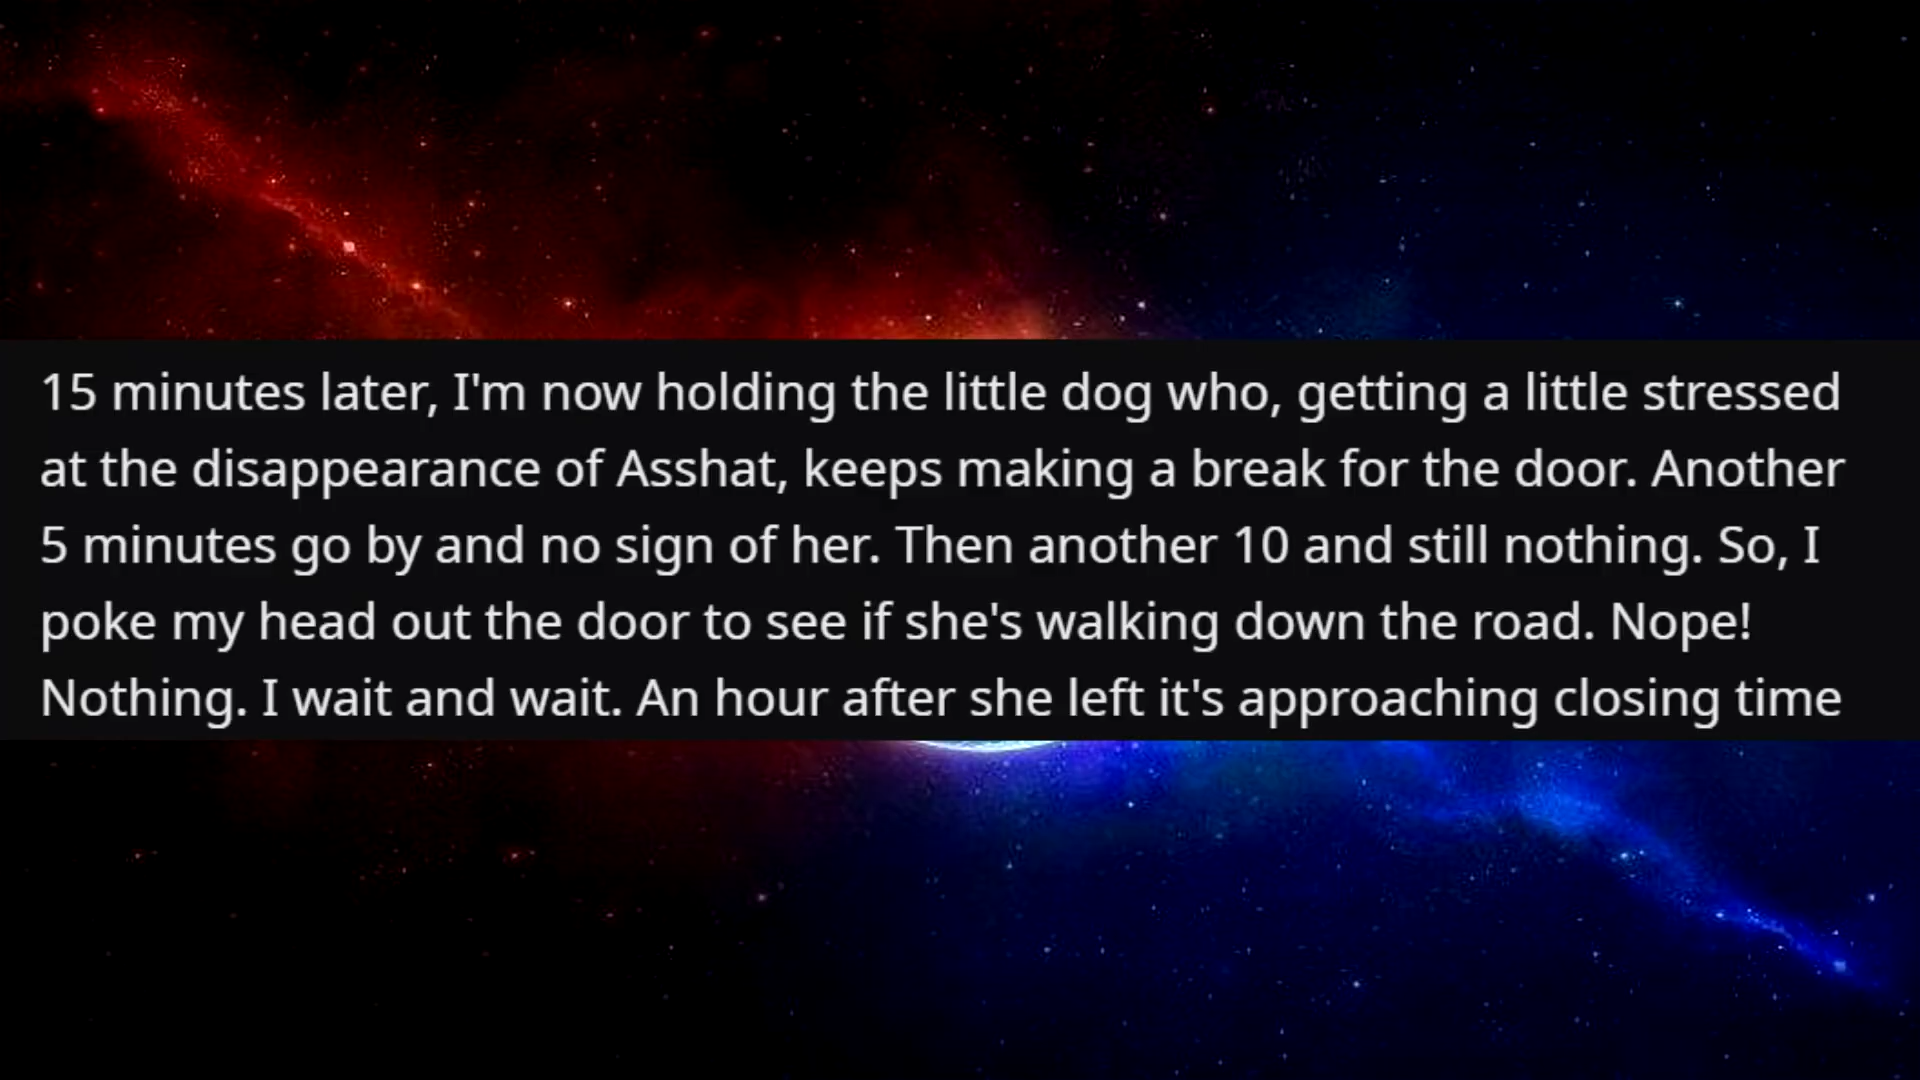 15 minutes later, I'm now holding the little dog who, getting a little stressed
at the disappearance of Asshat, keeps making a break for the door. Another
5 minutes go by and no sign of her. Then another 10 and still nothing. So, I
poke my head out the door to see if she's walking down the road. Nope!
Nothing. I wait and wait. An hour after she left it's approaching closing time